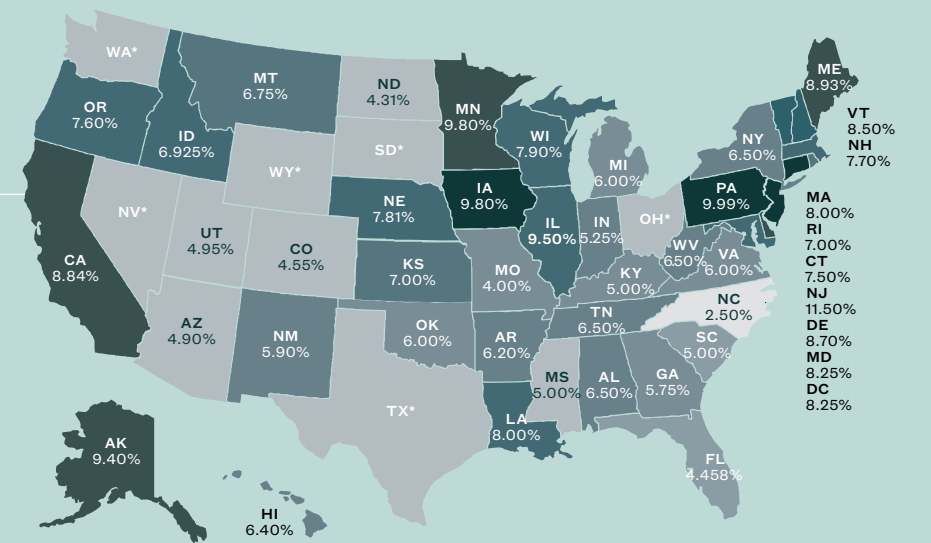 WA*
MT
6.75%
ND
4.31%
MN
9.80%
ME
8.93%
OR
7.60%
ID
6.925%
WY*
SD*
WI
7.90%
MI
6.00%
NY
6.50%
VT
8.50%
NH
7.70%
NV*
UT
4.95%
CO
4.55%
NE
7.81%
IA
9.80%
IL
9.50%
IN
5.25%
OH*
PA
9.99%
MA
8.00%
RI
7.00%
CT
7.50%
NJ
11.50%
DE
8.70%
MD
8.25%
DC
8.25%
CA
8.84%
KS
7.00%
MO
4.00%
KY
5.00%
WV
6.50%
VA
6.00%
AZ
4.90%
NM
5.90%
OK
6.00%
AR
6.20%
TN
6.50%
NC
2.50%
SC
5.00%
TX*
LA
8.00%
MS
5.00%
AL
6.50%
GA
5.75%
FL
4.458%
AK
9.40%
HI
6.40%